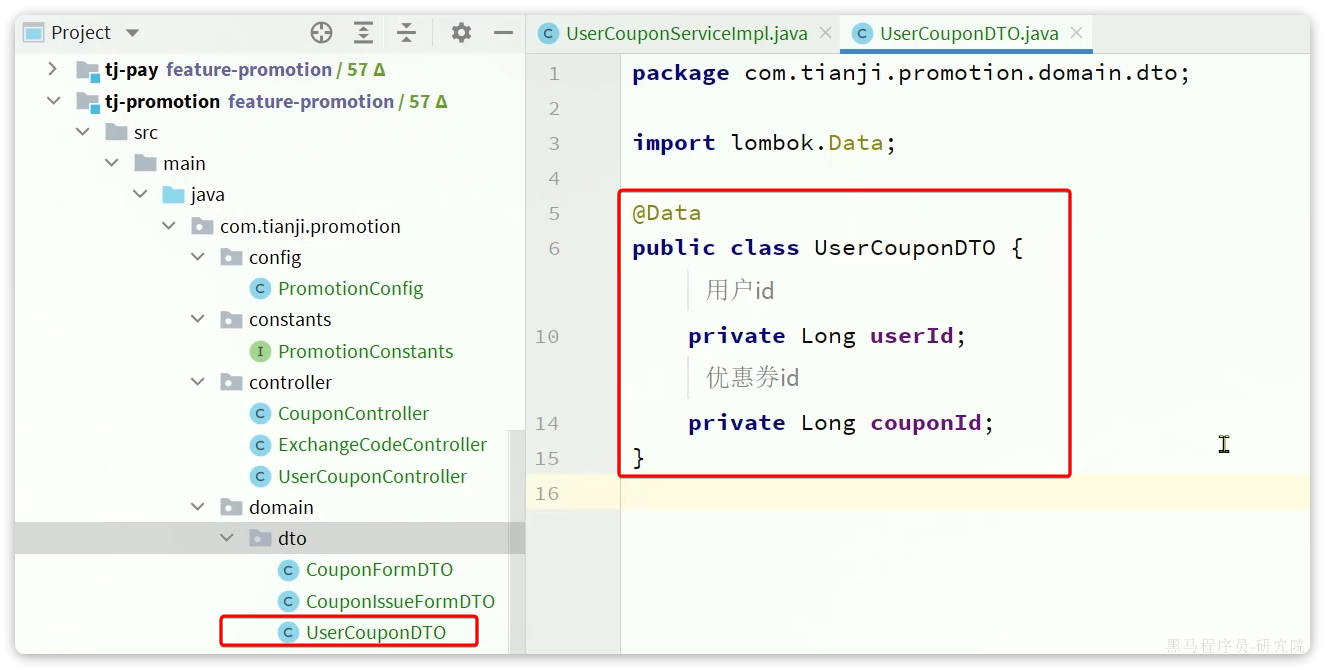 Project
tj-pay feature-promotion / 57 Δ
tj-promotion feature-promotion / 57 Δ
src
main
java
com.tianji.promotion
config
C PromotionConfig
constants
I PromotionConstants
controller
C CouponController
C ExchangeCodeController
C UserCouponController
domain
dto
C CouponFormDTO
C CouponIssueFormDTO
C UserCouponDTO
C UserCouponServiceImpl.java
C UserCouponDTO.java
1 package com.tianji.promotion.domain.dto;
2
3 import lombok.Data;
4
5 @Data
6 public class UserCouponDTO {
用户id
10 private Long userId;
优惠券id
14 private Long couponId;
15 }
16
黑马程序员-研究院